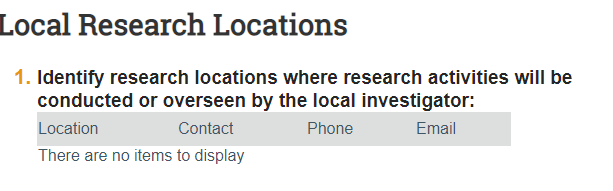 Local Research Locations
1. Identify research locations where research activities will be
conducted or overseen by the local investigator:
Location Contact Phone Email
There are no items to display